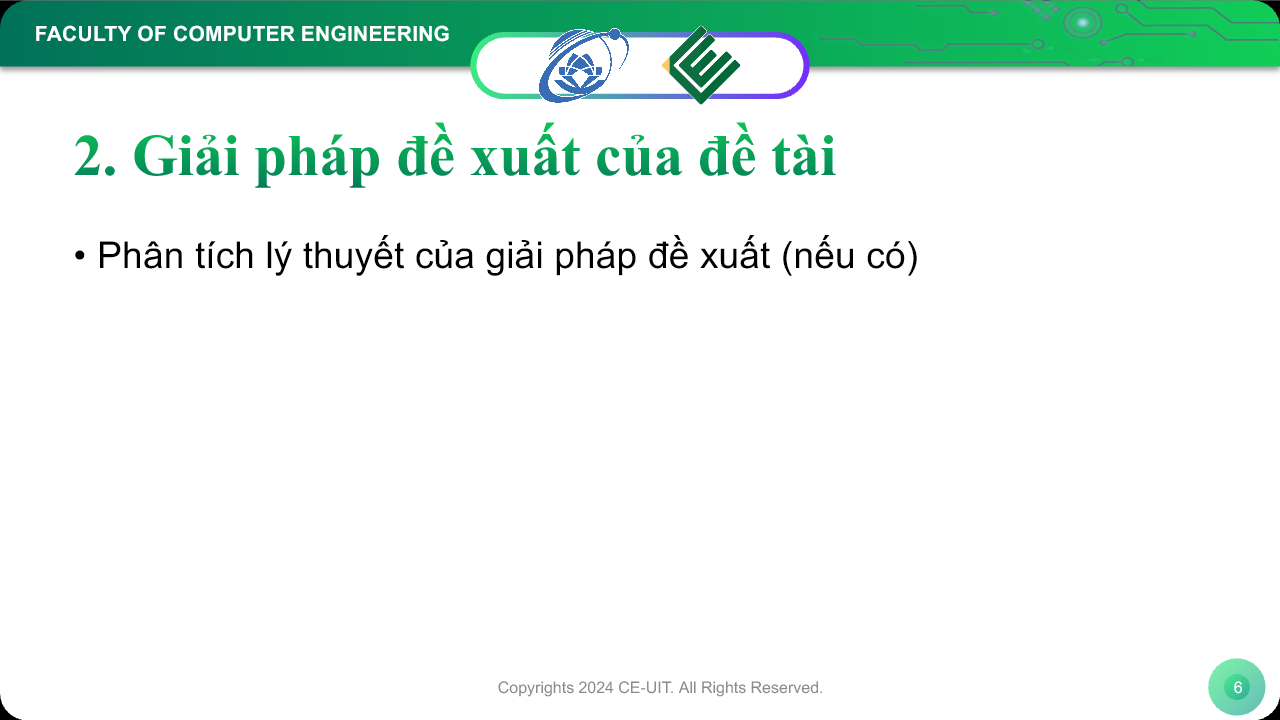 FACULTY OF COMPUTER ENGINEERING
2. Giải pháp đề xuất của đề tài
• Phân tích lý thuyết của giải pháp đề xuất (nếu có)
Copyrights 2024 CE-UIT. All Rights Reserved.
6